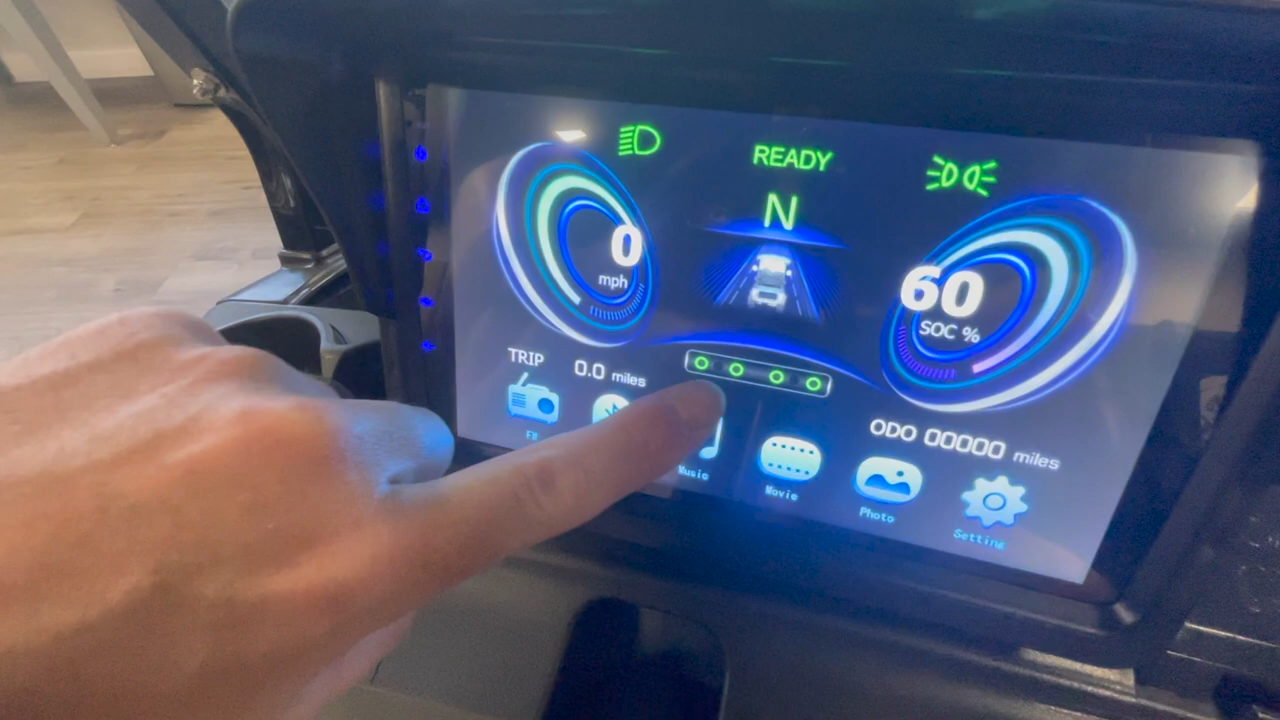 READY
N
0
mph
60
SOC %
TRIP 0.0 miles
ODO 00000 miles
FM
Music
Movie
Photo
Setting